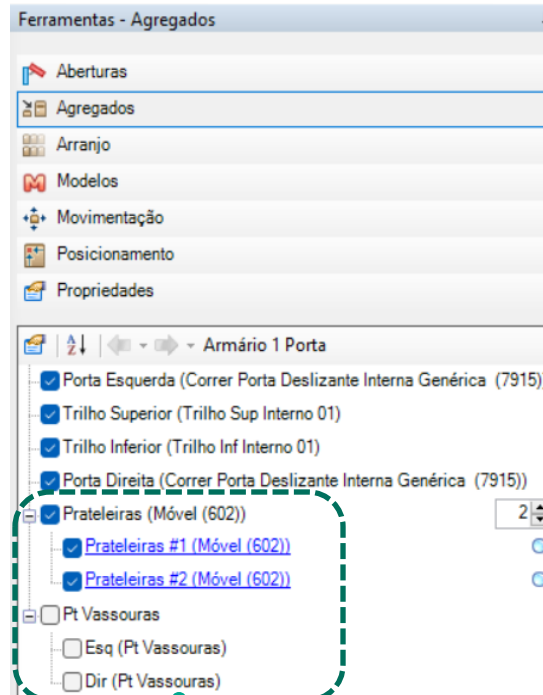 Ferramentas - Agregados
Aberturas
Agregados
Arranjo
Modelos
Movimentação
Posicionamento
Propriedades
Armário 1 Porta
Porta Esquerda (Correr Porta Deslizante Interna Genérica (7915))
Trilho Superior (Trilho Sup Interno 01)
Trilho Inferior (Trilho Inf Interno 01)
Porta Direita (Correr Porta Deslizante Interna Genérica (7915))
Prateleiras (Móvel (602)) 2
Prateleiras #1 (Móvel (602))
Prateleiras #2 (Móvel (602))
Pt Vassouras
Esq (Pt Vassouras)
Dir (Pt Vassouras)